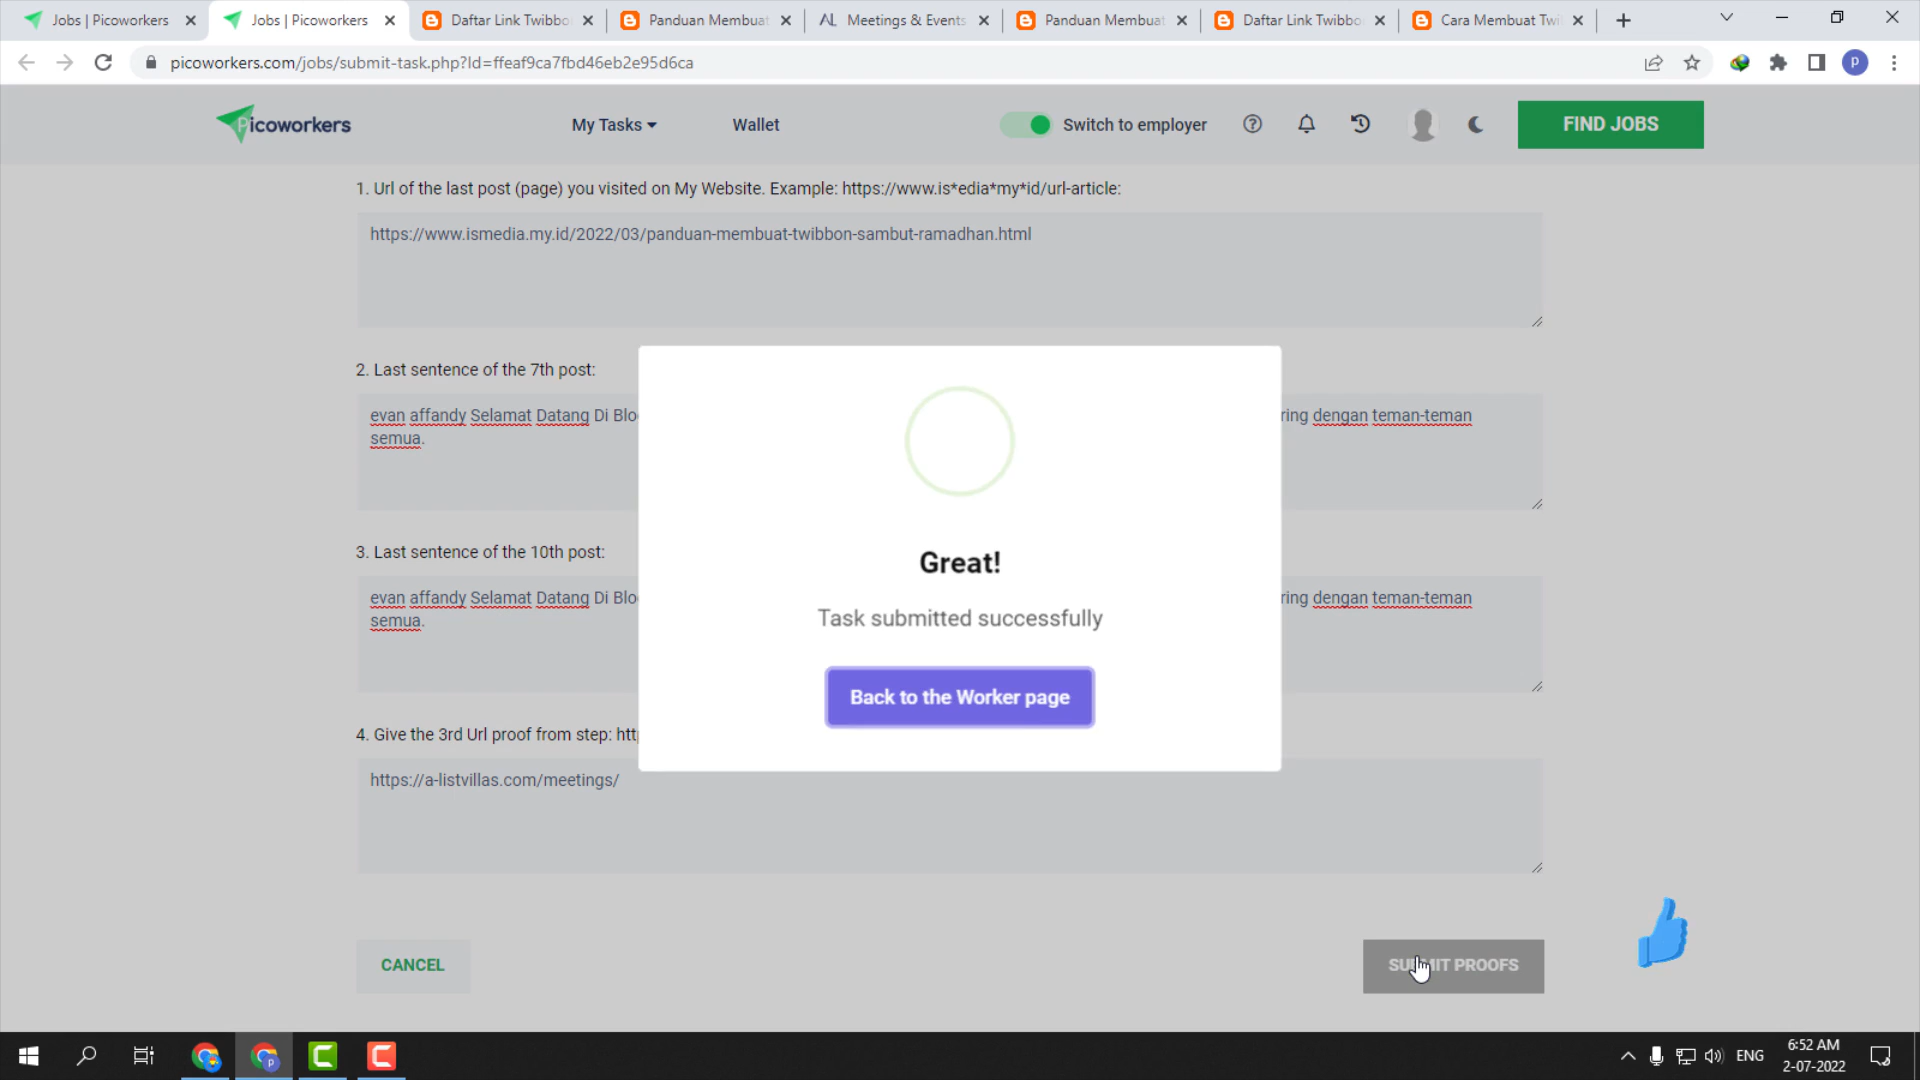 Jobs | Picoworkers
Jobs | Picoworkers
Daftar Link Twibbo
Panduan Membuat
AL Meetings & Events
Panduan Membuat
Daftar Link Twibbo
Cara Membuat Twi
picoworkers.com/jobs/submit-task.php?Id=ffeaf9ca7fbd46eb2e95d6ca
P
Picoworkers
My Tasks
Wallet
Switch to employer
FIND JOBS
1. Url of the last post (page) you visited on My Website. Example: https://www.is*edia*my*id/url-article:
https://www.ismedia.my.id/2022/03/panduan-membuat-twibbon-sambut-ramadhan.html
2. Last sentence of the 7th post:
evan affandy Selamat Datang Di Blo
ring dengan teman-teman
semua.
3. Last sentence of the 10th post:
evan affandy Selamat Datang Di Blo
ring dengan teman-teman
semua.
4. Give the 3rd Url proof from step: htt
https://a-listvillas.com/meetings/
Great!
Task submitted successfully
Back to the Worker page
CANCEL
SUBMIT PROOFS
ENG
6:52 AM
2-07-2022